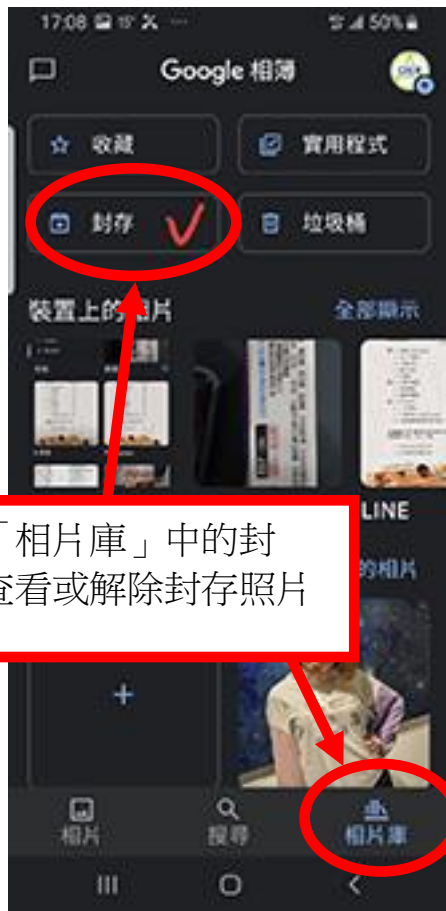 17:08 15°
50%
Google 相簿
收藏
實用程式
封存
垃圾桶
裝置上的相片
全部顯示
LINE
「相片庫」中的封
查看或解除封存照片
的相片
+
相片
搜尋
相片庫